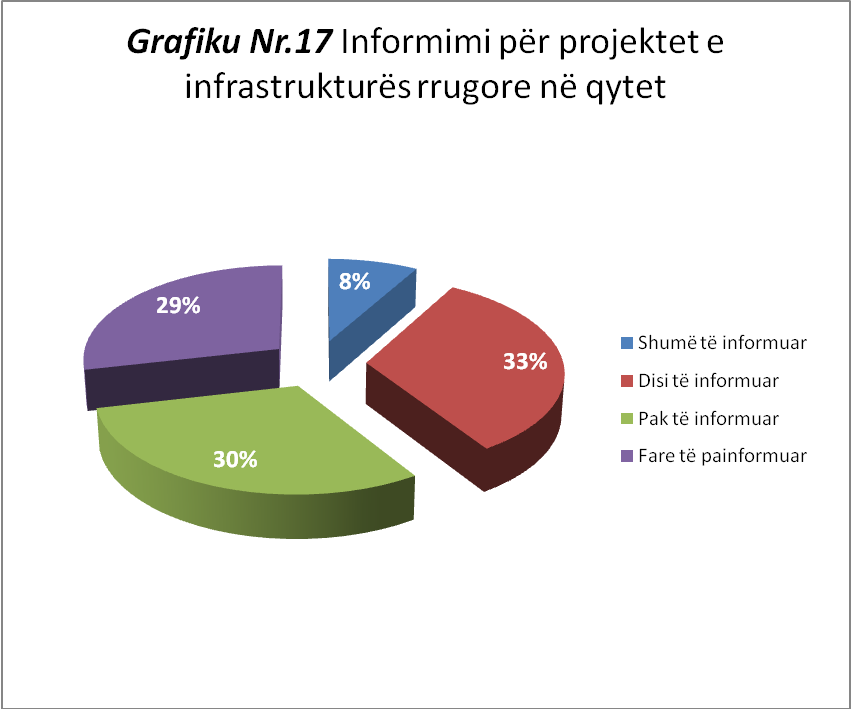 Grafiku Nr.17 Informimi për projektet e
infrastrukturës rrugore në qytet
8%
33%
30%
29%
Shumë të informuar
Disi të informuar
Pak të informuar
Fare të painformuar